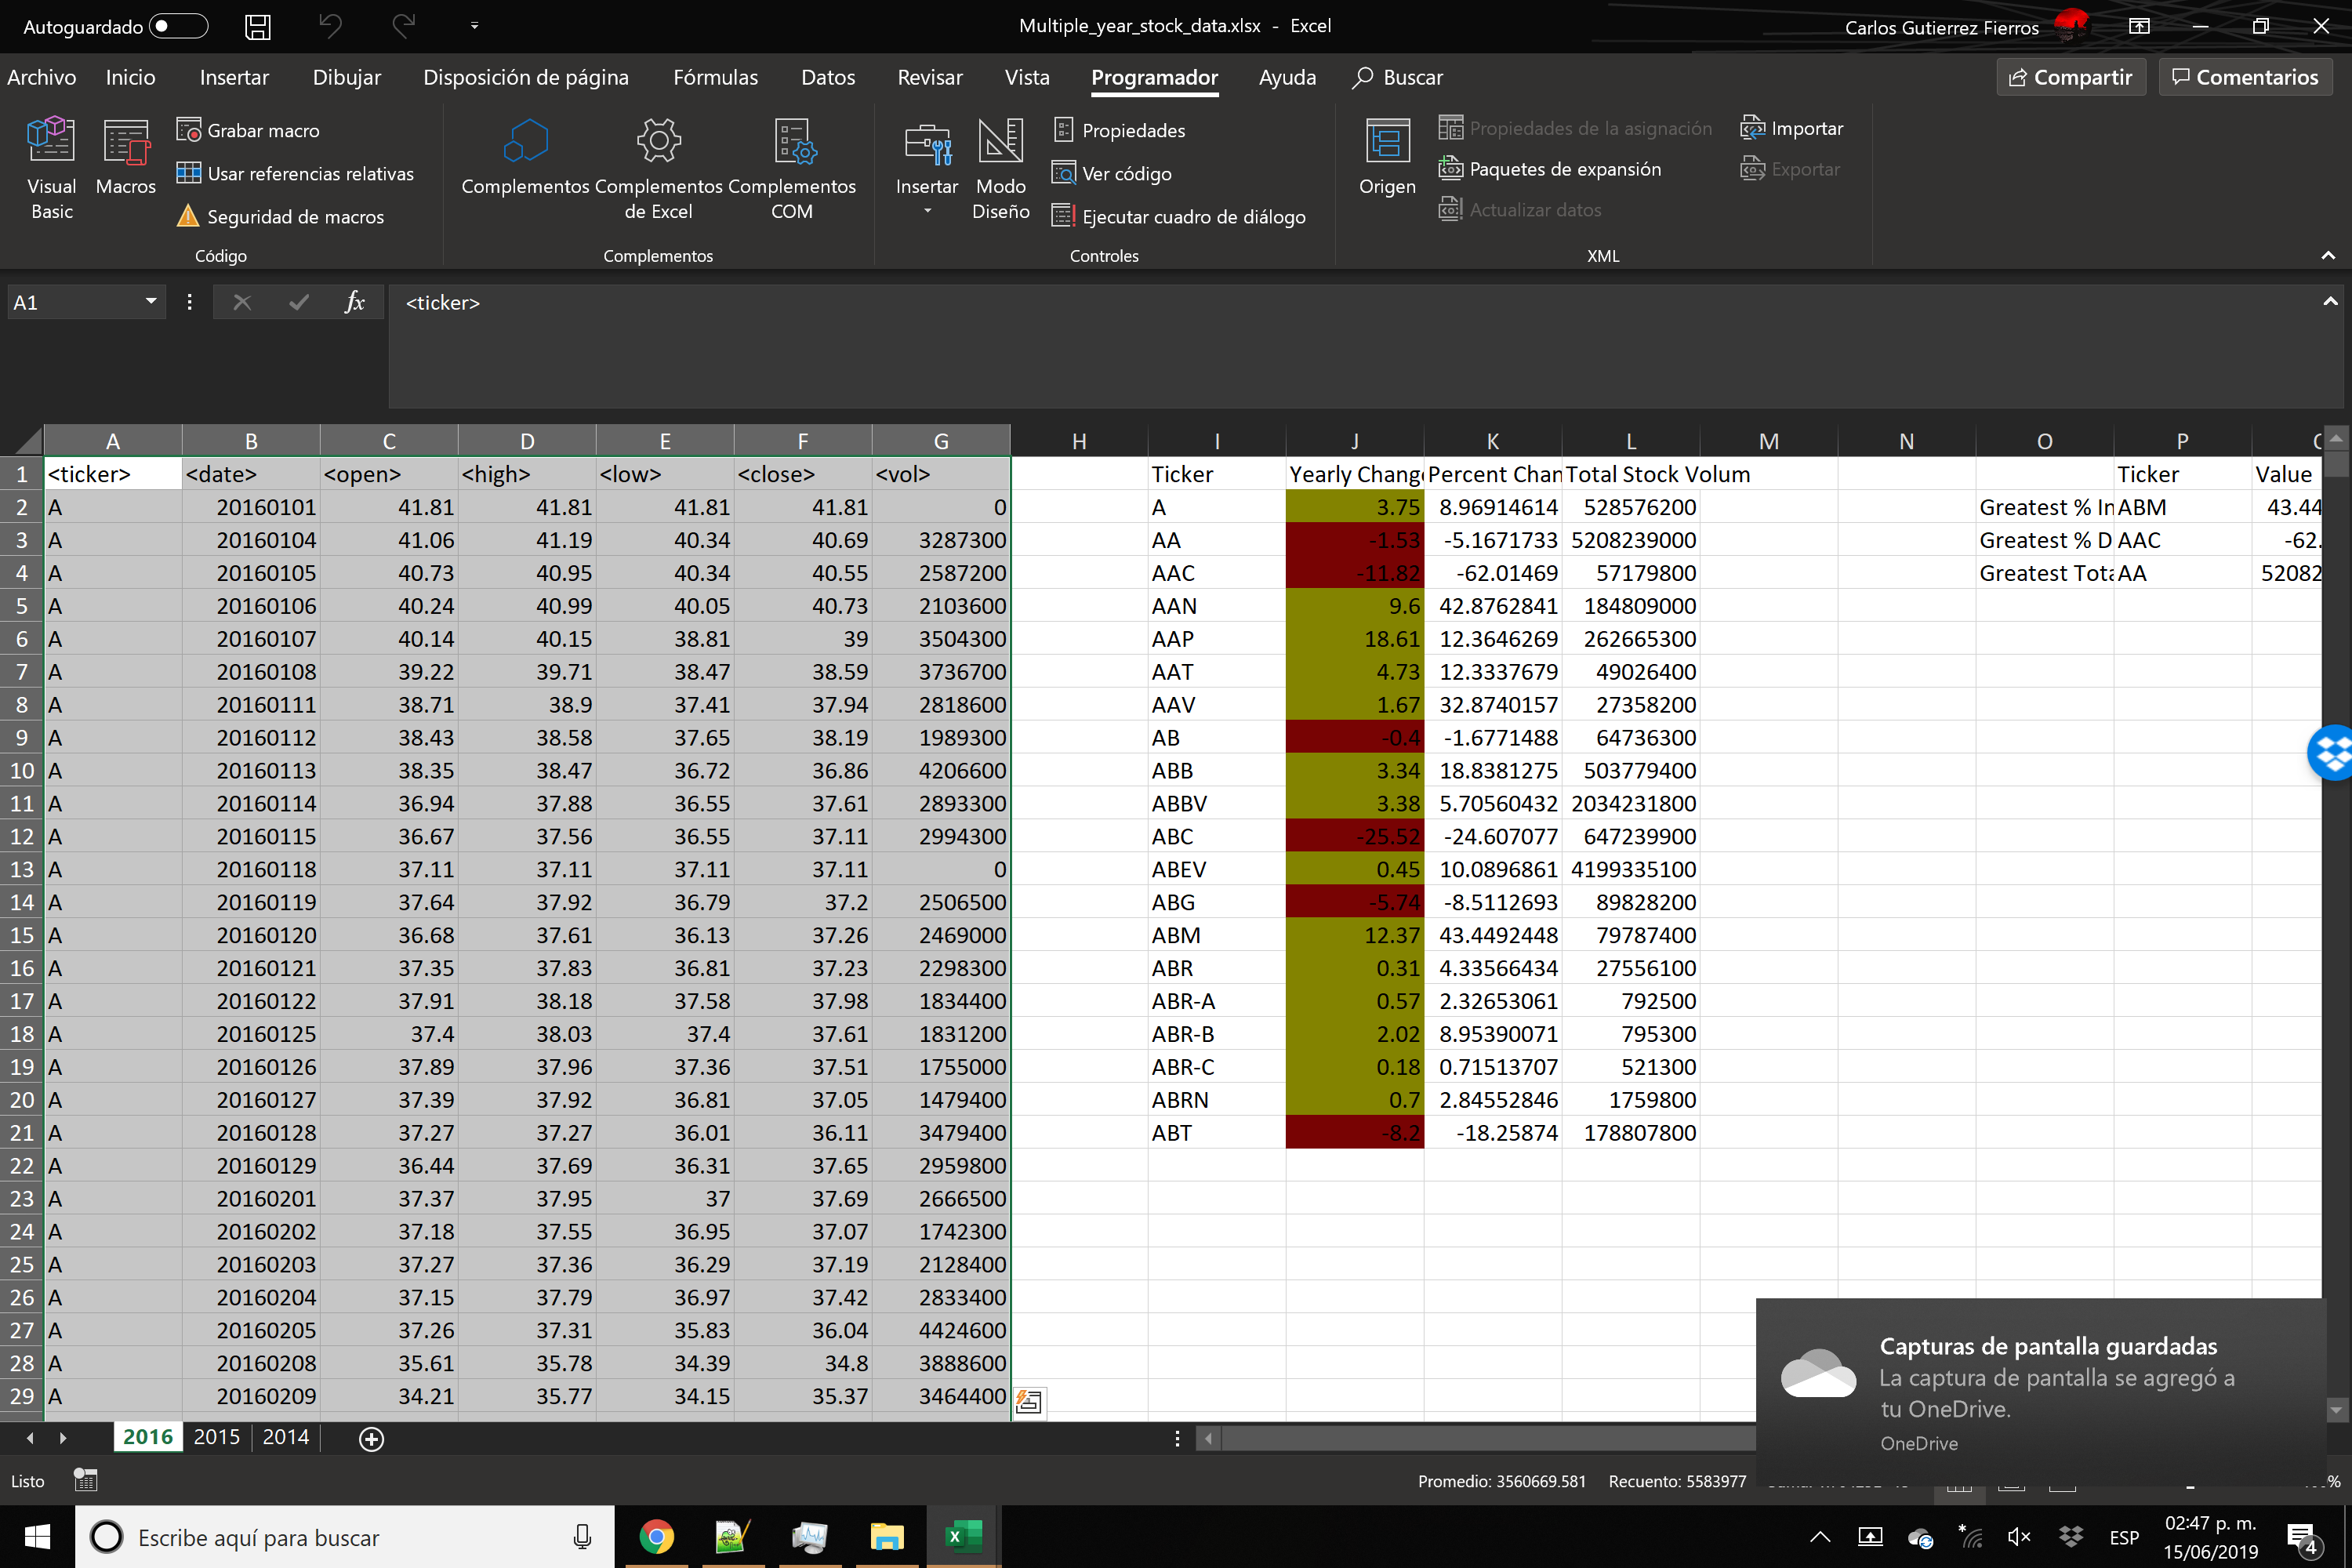 Autoguardado
Multiple_year_stock_data.xlsx - Excel
Carlos Gutierrez Fierros
Archivo Inicio Insertar Dibujar Disposición de página Fórmulas Datos Revisar Vista Programador Ayuda Buscar Compartir Comentarios
Visual Basic
Macros
Grabar macro
Usar referencias relativas
Seguridad de macros
Código
Complementos
Complementos de Excel
Complementos COM
Complementos
Insertar
Modo Diseño
Propiedades
Ver código
Ejecutar cuadro de diálogo
Controles
Origen
Propiedades de la asignación
Paquetes de expansión
Actualizar datos
Importar
Exportar
XML
A1 fx <ticker>
A B C D E F G H I J K L M N O P
1 <ticker> <date> <open> <high> <low> <close> <vol> Ticker Yearly Chang Percent Chan Total Stock Volum Ticker Value
2 A 20160101 41.81 41.81 41.81 41.81 0 A 3.75 8.96914614 528576200 Greatest % In ABM 43.44
3 A 20160104 41.06 41.19 40.34 40.69 3287300 AA -1.53 -5.1671733 5208239000 Greatest % D AAC -62.
4 A 20160105 40.73 40.95 40.34 40.55 2587200 AAC -11.82 -62.01469 57179800 Greatest Tota AA 52082
5 A 20160106 40.24 40.99 40.05 40.73 2103600 AAN 9.6 42.8762841 184809000
6 A 20160107 40.14 40.15 38.81 39 3504300 AAP 18.61 12.3646269 262665300
7 A 20160108 39.22 39.71 38.47 38.59 3736700 AAT 4.73 12.3337679 49026400
8 A 20160111 38.71 38.9 37.41 37.94 2818600 AAV 1.67 32.8740157 27358200
9 A 20160112 38.43 38.58 37.65 38.19 1989300 AB -0.4 -1.6771488 64736300
10 A 20160113 38.35 38.47 36.72 36.86 4206600 ABB 3.34 18.8381275 503779400
11 A 20160114 36.94 37.88 36.55 37.61 2893300 ABBV 3.38 5.70560432 2034231800
12 A 20160115 36.67 37.56 36.55 37.11 2994300 ABC -25.52 -24.607077 647239900
13 A 20160118 37.11 37.11 37.11 37.11 0 ABEV 0.45 10.0896861 4199335100
14 A 20160119 37.64 37.92 36.79 37.2 2506500 ABG -5.74 -8.5112693 89828200
15 A 20160120 36.68 37.61 36.13 37.26 2469000 ABM 12.37 43.4492448 79787400
16 A 20160121 37.35 37.83 36.81 37.23 2298300 ABR 0.31 4.33566434 27556100
17 A 20160122 37.91 38.18 37.58 37.98 1834400 ABR-A 0.57 2.32653061 792500
18 A 20160125 37.4 38.03 37.4 37.61 1831200 ABR-B 2.02 8.95390071 795300
19 A 20160126 37.89 37.96 37.36 37.51 1755000 ABR-C 0.18 0.71513707 521300
20 A 20160127 37.39 37.92 36.81 37.05 1479400 ABRN 0.7 2.84552846 1759800
21 A 20160128 37.27 37.27 36.01 36.11 3479400 ABT -8.2 -18.25874 178807800
22 A 20160129 36.44 37.69 36.31 37.65 2959800
23 A 20160201 37.37 37.95 37 37.69 2666500
24 A 20160202 37.18 37.55 36.95 37.07 1742300
25 A 20160203 37.27 37.36 36.29 37.19 2128400
26 A 20160204 37.15 37.79 36.97 37.42 2833400
27 A 20160205 37.26 37.31 35.83 36.04 4424600
28 A 20160208 35.61 35.78 34.39 34.8 3888600
29 A 20160209 34.21 35.77 34.15 35.37 3464400
Capturas de pantalla guardadas
La captura de pantalla se agregó a
tu OneDrive.
OneDrive
2016 2015 2014
Listo Promedio: 3560669.581 Recuento: 5583977
Escribe aquí para buscar
ESP
02:47 p. m.
15/06/2019
4